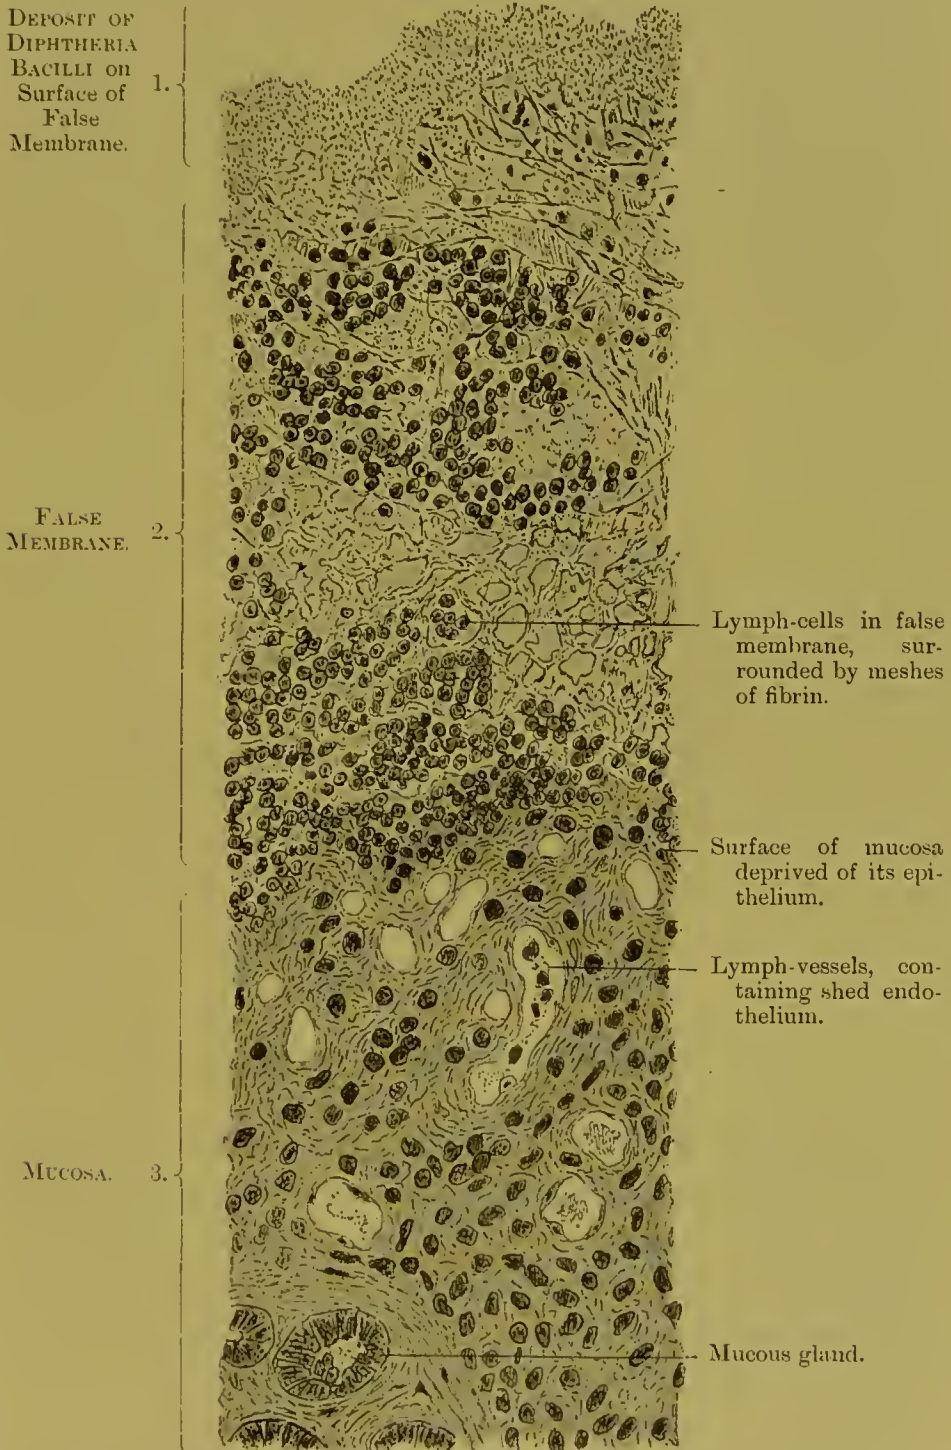 DEPOSIT OF
DIPHTHERIA
BACILLI on
Surface of
False
Membrane.
1.
FALSE
MEMBRANE.
2.
Lymph-cells in false
membrane, sur-
rounded by meshes
of fibrin.
Surface of mucosa
deprived of its epi-
thelium.
Lymph-vessels, con-
taining shed endo-
thelium.
MUCOSA.
3.
Mucous gland.